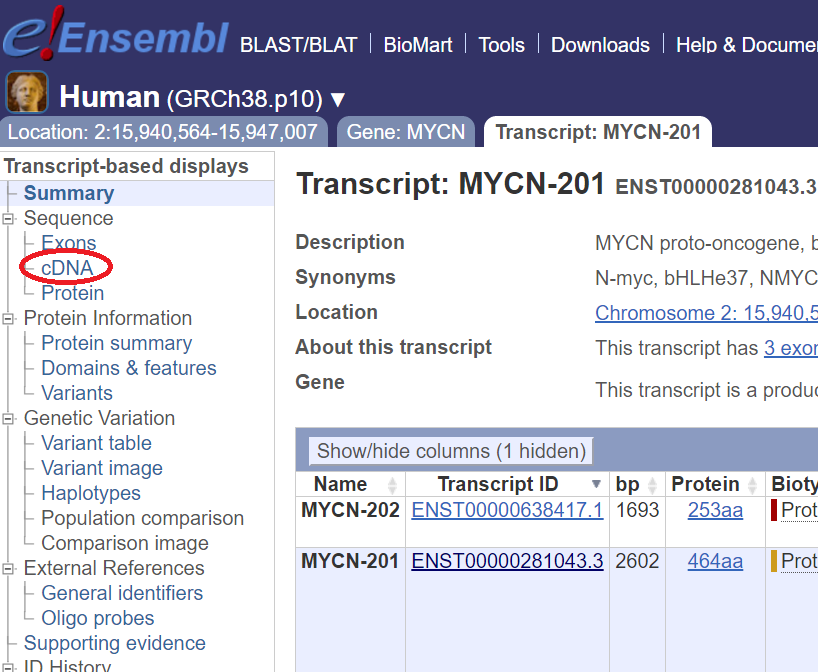 e!Ensembl BLAST/BLAT BioMart Tools Downloads Help &
Human (GRCh38.p10) ▼
Location: 2:15,940,564-15,947,007 Gene: MYCN Transcript: MYCN-201
Transcript-based displays
Summary
Sequence
Exons
cDNA
Protein
Protein Information
Protein summary
Domains & features
Variants
Genetic Variation
Variant table
Variant image
Haplotypes
Population comparison
Comparison image
External References
General identifiers
Oligo probes
Supporting evidence
ID History
Transcript: MYCN-201 ENST00000281043.3
Description MYCN proto-oncogene,
Synonyms N-myc, bHLHe37, NMYC
Location Chromosome 2: 15,940,5
About this transcript This transcript has 3 exor
Gene This transcript is a produ
Show/hide columns (1 hidden)
Name Transcript ID bp Protein Bioty
MYCN-202 ENST00000638417.1 1693 253aa Prot
MYCN-201 ENST00000281043.3 2602 464aa Prot